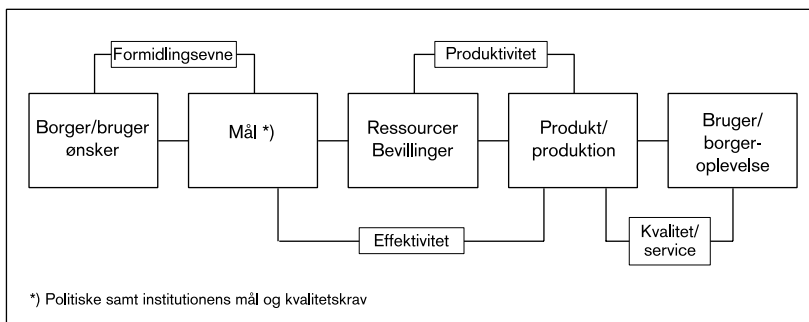 Formidlingsevne
Produktivitet
Borger/bruger
ønsker
Mål *)
Ressourcer
Bevillinger
Produkt/
produktion
Bruger/
borger-
oplevelse
Effektivitet
Kvalitet/
service
*) Politiske samt institutionens mål og kvalitetskrav